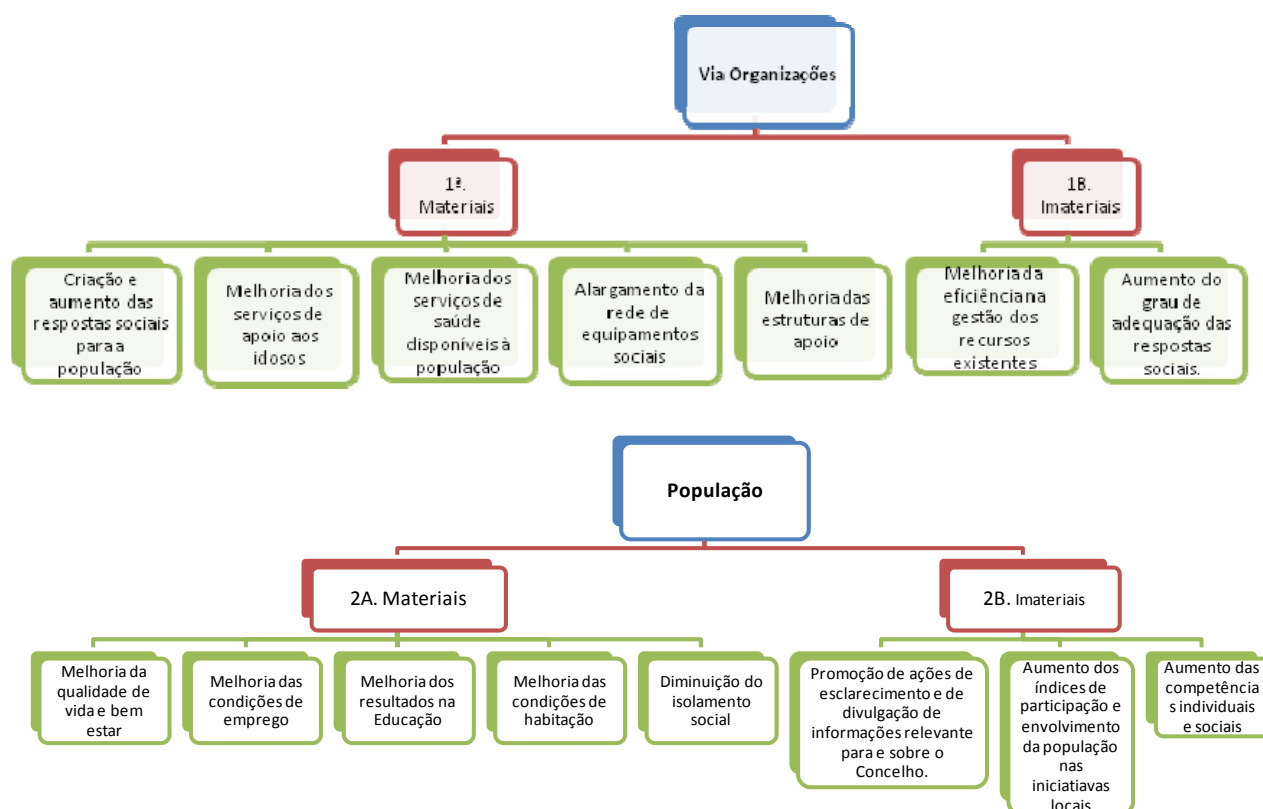 Via Organizações
1ª.
Materiais
1B.
Imateriais
Criação e
aumento das
respostas sociais
para a
população
Melhoria dos
serviços de
apoio aos
idosos
Melhoria dos
serviços de
saúde
disponíveis à
população
Alargamento da
rede de
equipamentos
sociais
Melhoria das
estruturas de
apoio
Melhoria da
eficiência na
gestão dos
recursos
existentes
Aumento do
grau de
adequação das
respostas
sociais.
População
2A. Materiais
2B. Imateriais
Melhoria da
qualidade de
vida e bem
estar
Melhoria das
condições de
emprego
Melhoria dos
resultados na
Educação
Melhoria das
condições de
habitação
Diminuição do
isolamento
social
Promoção de ações de
esclarecimento e de
divulgação de
informações relevante
para e sobre o
Concelho.
Aumento dos
índices de
participação e
envolvimento
da população
nas
iniciatiavas
locais
Aumento das
competência
s individuais
e sociais